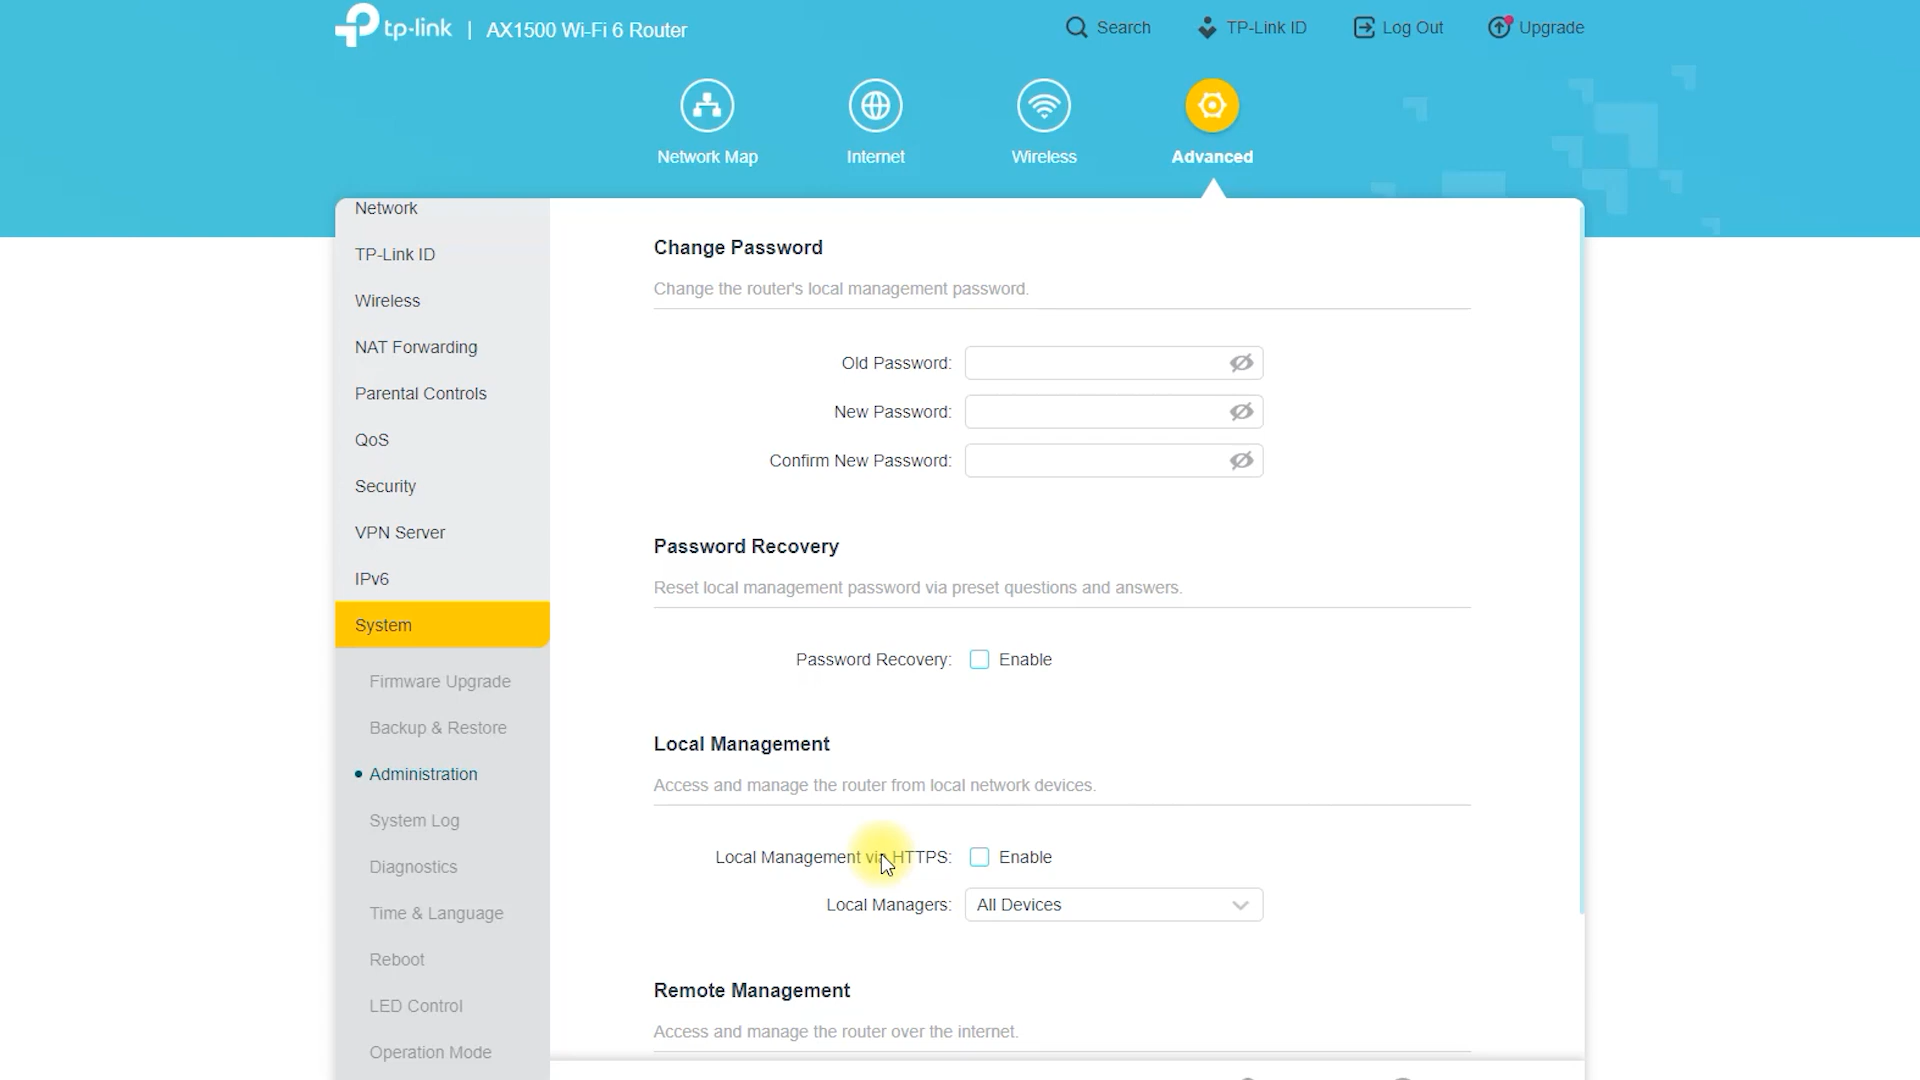 tp-link | AX1500 Wi-Fi 6 Router
Search
TP-Link ID
Log Out
Upgrade
Network Map
Internet
Wireless
Advanced
Network
TP-Link ID
Wireless
NAT Forwarding
Parental Controls
QoS
Security
VPN Server
IPv6
System
Firmware Upgrade
Backup & Restore
Administration
System Log
Diagnostics
Time & Language
Reboot
LED Control
Operation Mode
Change Password
Change the router's local management password.
Old Password:
New Password:
Confirm New Password:
Password Recovery
Reset local management password via preset questions and answers.
Password Recovery: Enable
Local Management
Access and manage the router from local network devices.
Local Management via HTTPS: Enable
Local Managers: All Devices
Remote Management
Access and manage the router over the internet.